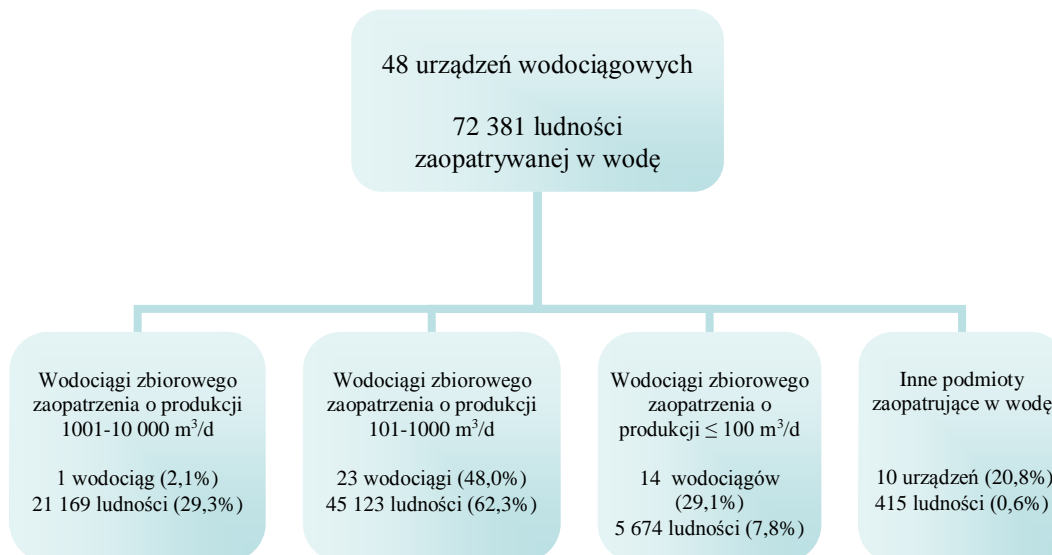 48 urządzeń wodociągowych
72 381 ludności
zaopatrywanej w wodę
Wodociągi zbiorowego
zaopatrzenia o produkcji
1001-10 000 m³/d
1 wodociąg (2,1%)
21 169 ludności (29,3%)
Wodociągi zbiorowego
zaopatrzenia o produkcji
101-1000 m³/d
23 wodociągi (48,0%)
45 123 ludności (62,3%)
Wodociągi zbiorowego
zaopatrzenia o
produkcji ≤ 100 m³/d
14 wodociągów
(29,1%)
5 674 ludności (7,8%)
Inne podmioty
zaopatrujące w wodę
10 urządzeń (20,8%)
415 ludności (0,6%)